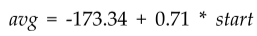 avg = -173.34 + 0.71 * start